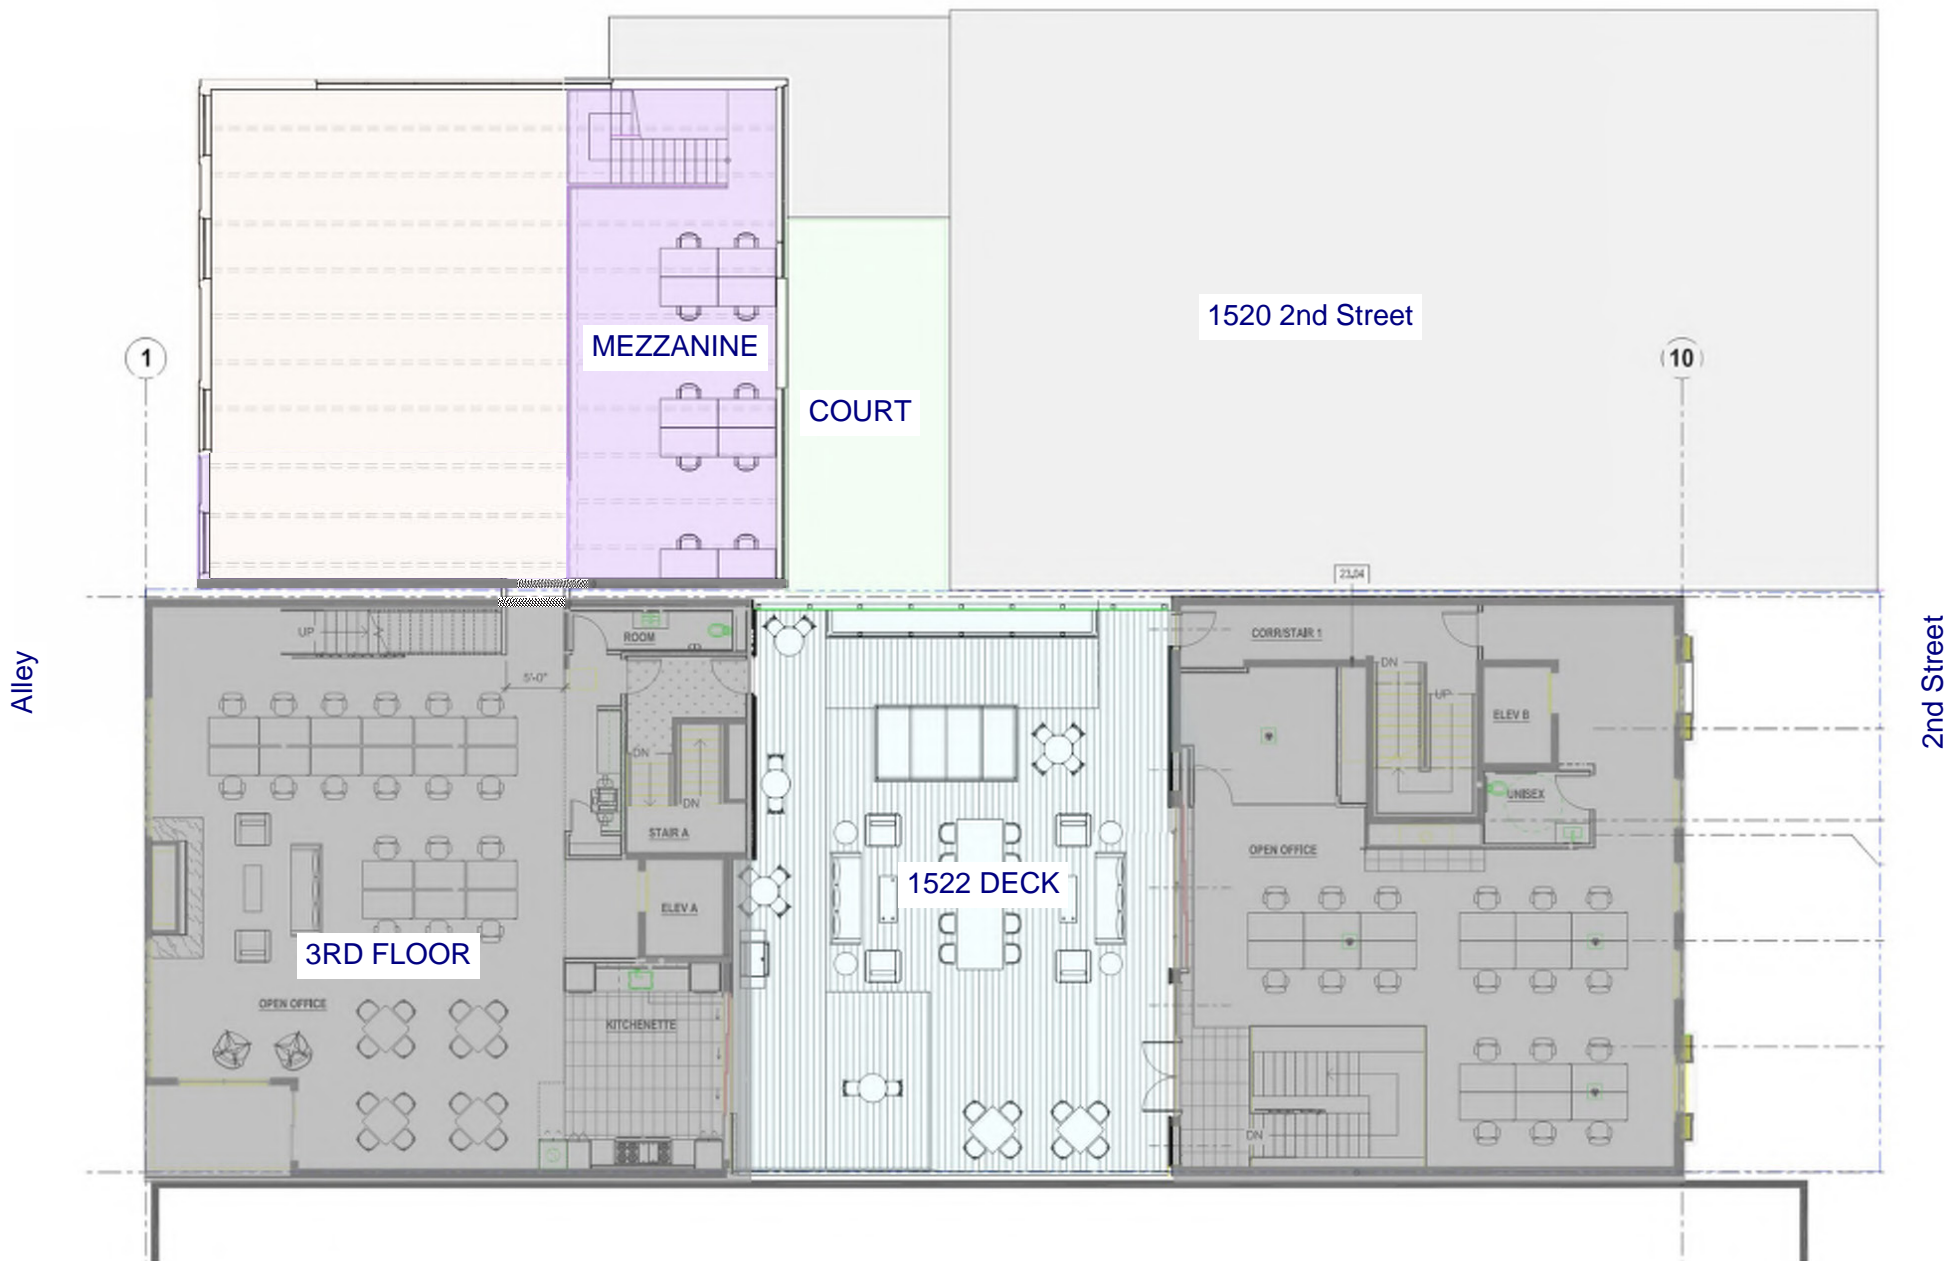 1520 2nd Street
MEZZANINE
1
10
COURT
23.04
UP
ROOM
CORR/STAIR 1
Alley
2nd Street
5'-0"
DN
UP
ELEV B
DN
DN
UNISEX
STAIR A
OPEN OFFICE
1522 DECK
ELEV A
3RD FLOOR
OPEN OFFICE
KITCHENETTE
DN